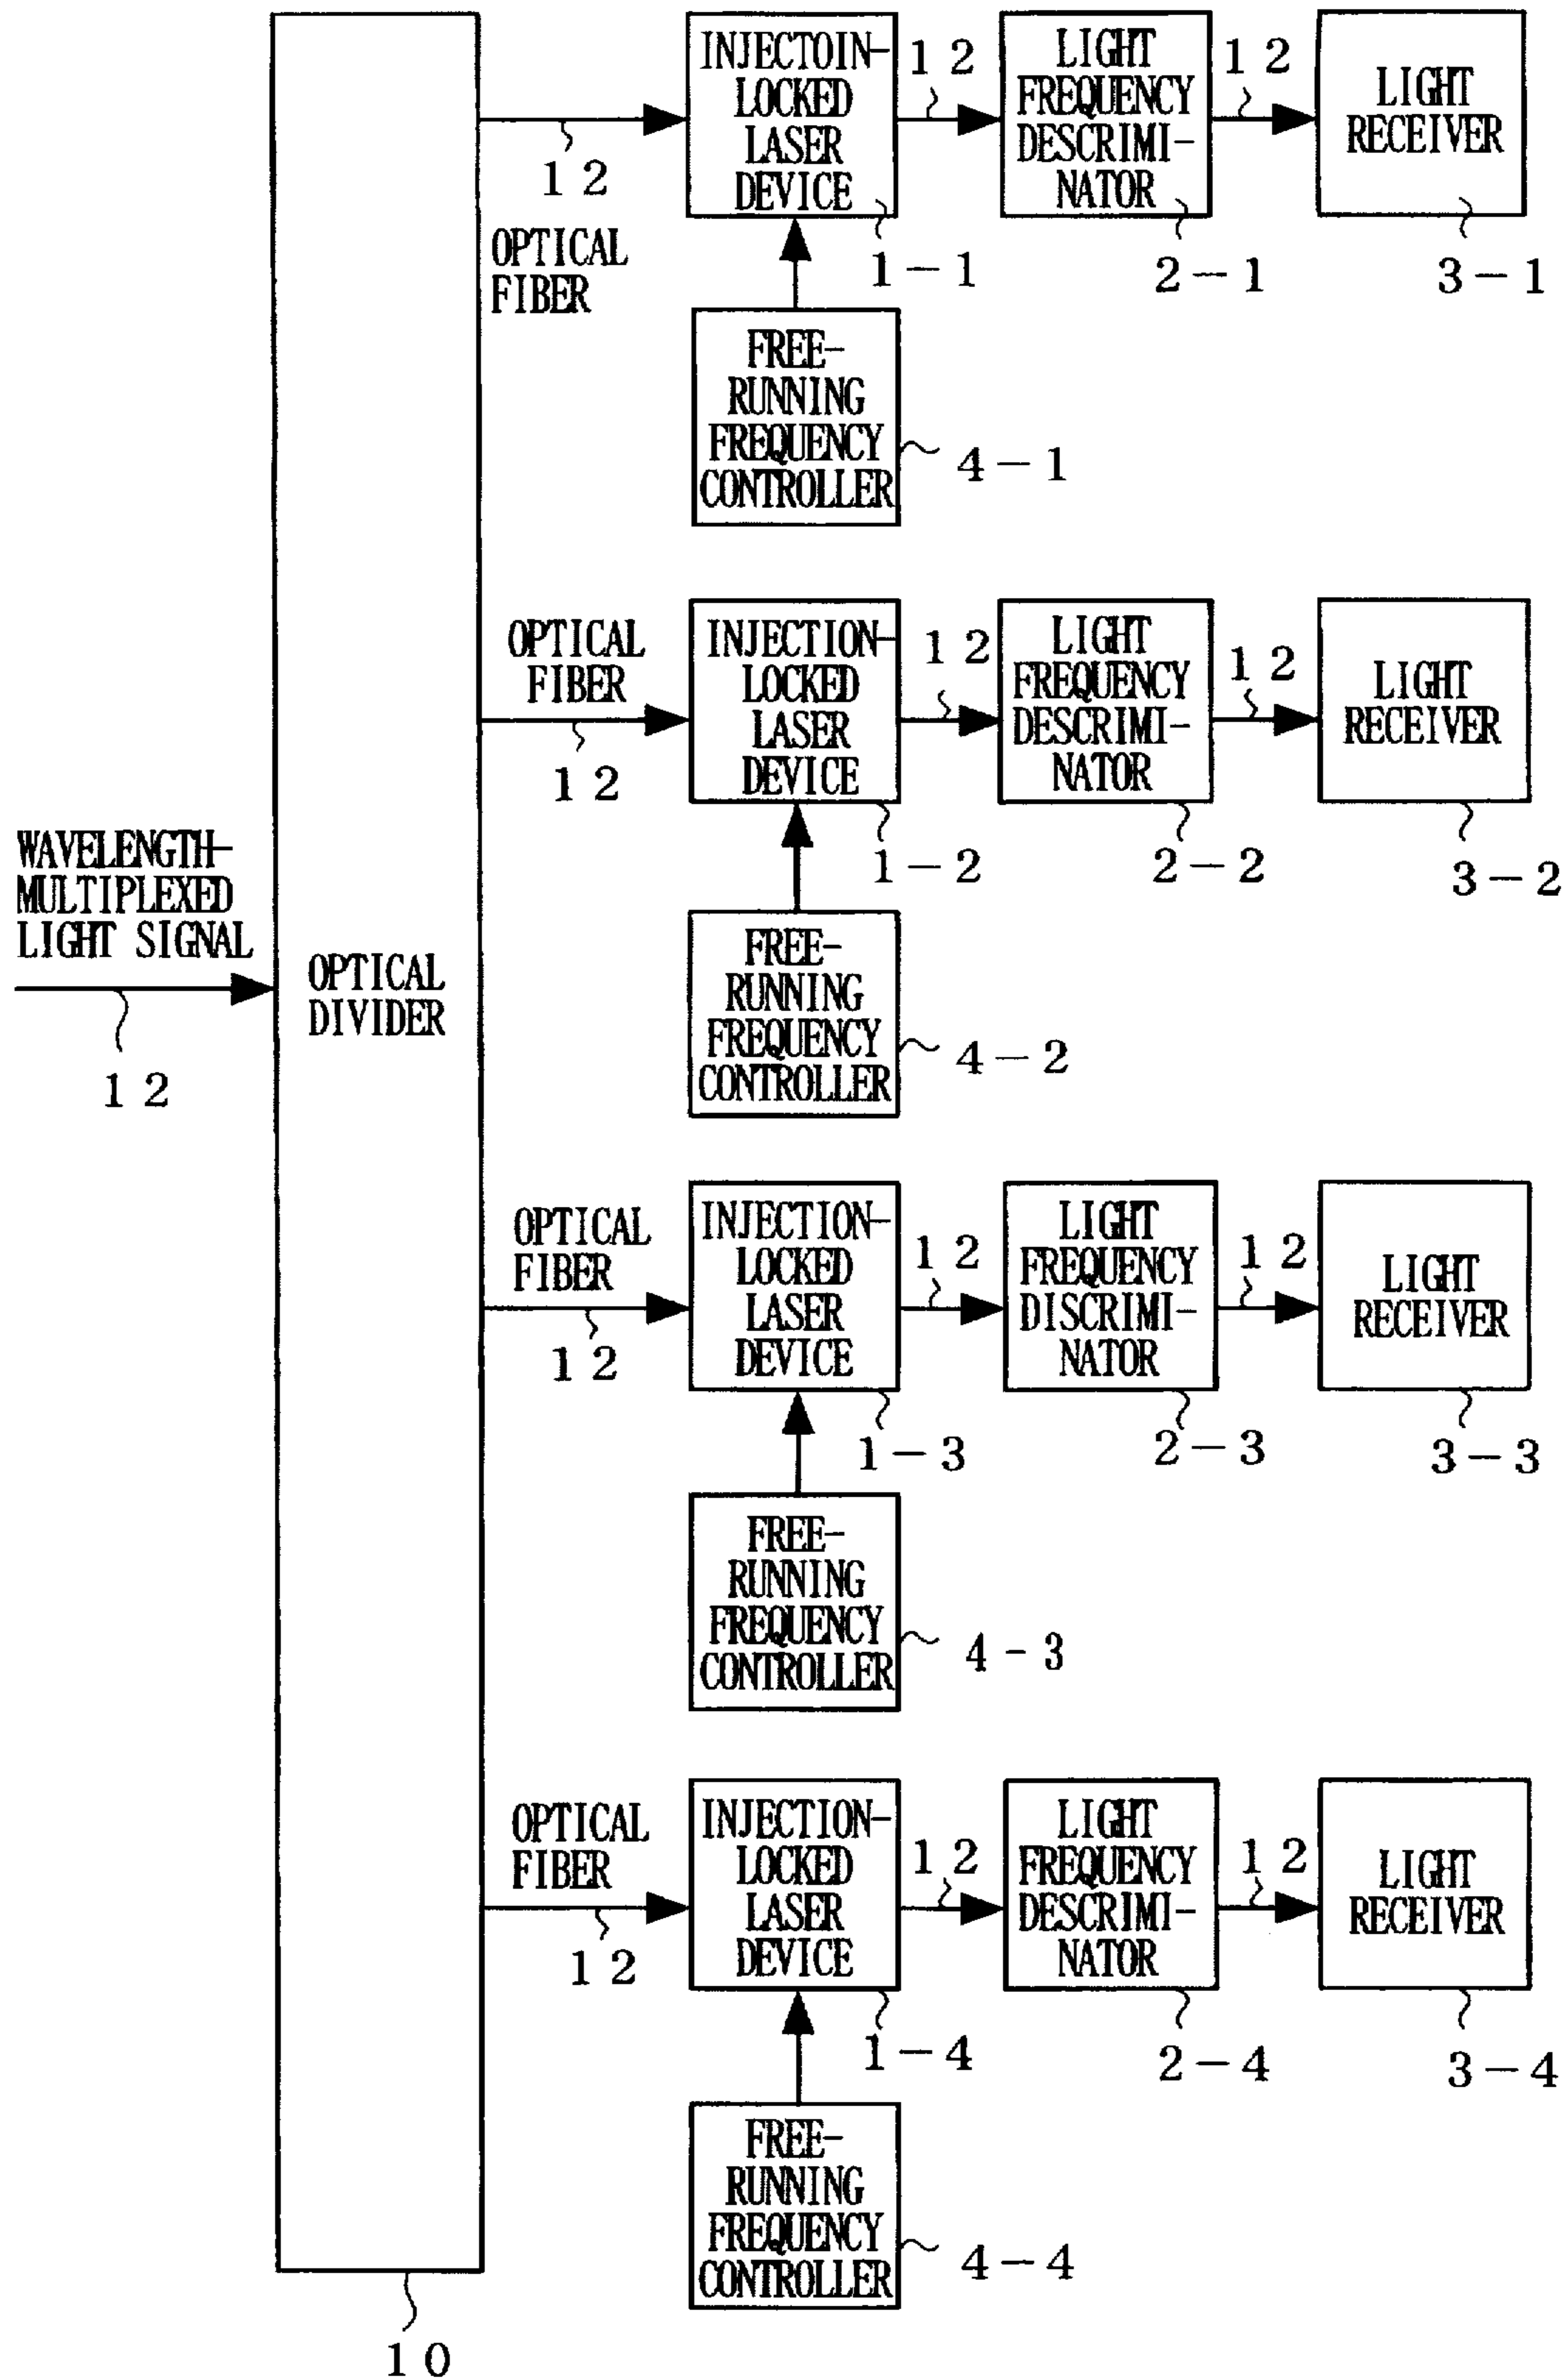 WAVELENGTH-
MULTIPLEXED
LIGHT SIGNAL
12
OPTICAL
DIVIDER
10
12
OPTICAL
FIBER
INJECTOIN-
LOCKED
LASER
DEVICE
1-1
12
LIGHT
FREQUENCY
DESCRIMI-
NATOR
2-1
12
LIGHT
RECEIVER
3-1
FREE-
RUNNING
FREQUENCY
CONTROLLER
4-1
OPTICAL
FIBER
12
INJECTION-
LOCKED
LASER
DEVICE
1-2
12
LIGHT
FREQUENCY
DESCRIMI-
NATOR
2-2
12
LIGHT
RECEIVER
3-2
FREE-
RUNNING
FREQUENCY
CONTROLLER
4-2
OPTICAL
FIBER
12
INJECTION-
LOCKED
LASER
DEVICE
1-3
12
LIGHT
FREQUENCY
DISCRIMI-
NATOR
2-3
12
LIGHT
RECEIVER
3-3
FREE-
RUNNING
FREQUENCY
CONTROLLER
4-3
OPTICAL
FIBER
12
INJECTION-
LOCKED
LASER
DEVICE
1-4
12
LIGHT
FREQUENCY
DESCRIMI-
NATOR
2-4
12
LIGHT
RECEIVER
3-4
FREE-
RUNNING
FREQUENCY
CONTROLLER
4-4